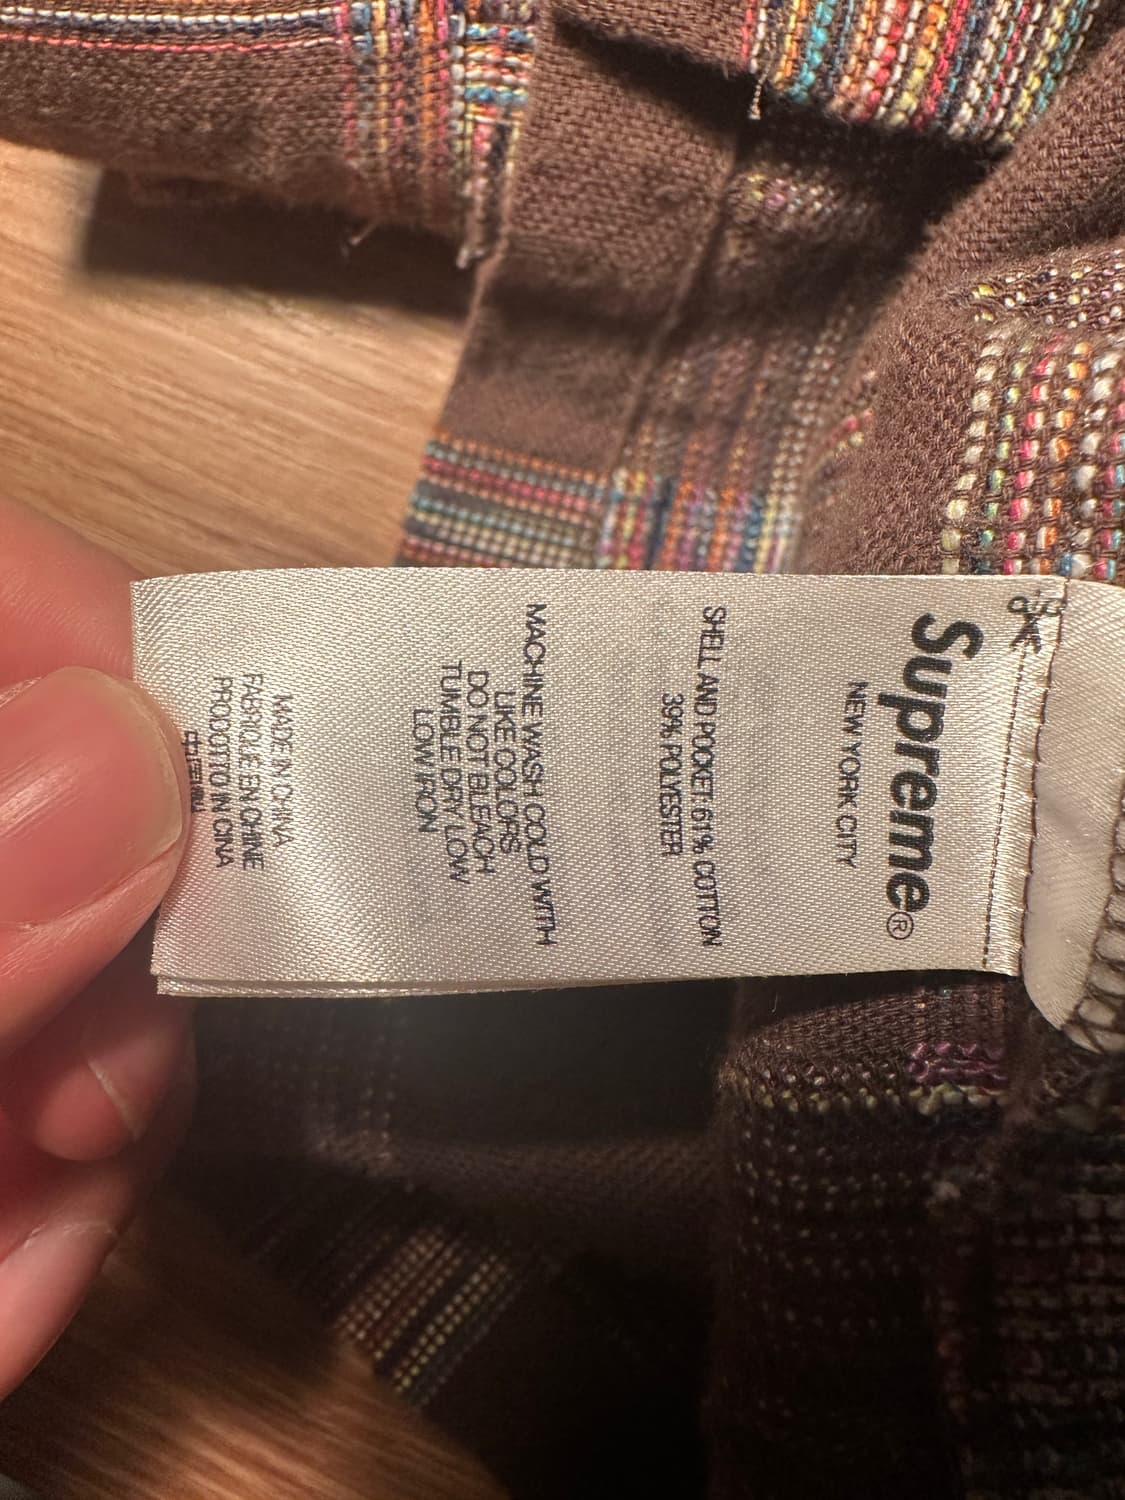 Supreme®
NEW YORK CITY
SHELL AND POCKET: 61% COTTON
39% POLYESTER
MACHINE WASH COLD WITH
LIKE COLORS
DO NOT BLEACH
TUMBLE DRY LOW
LOW IRON
MADE IN CHINA
FABRIQUE EN CHINE
PRODOTTO IN CINA